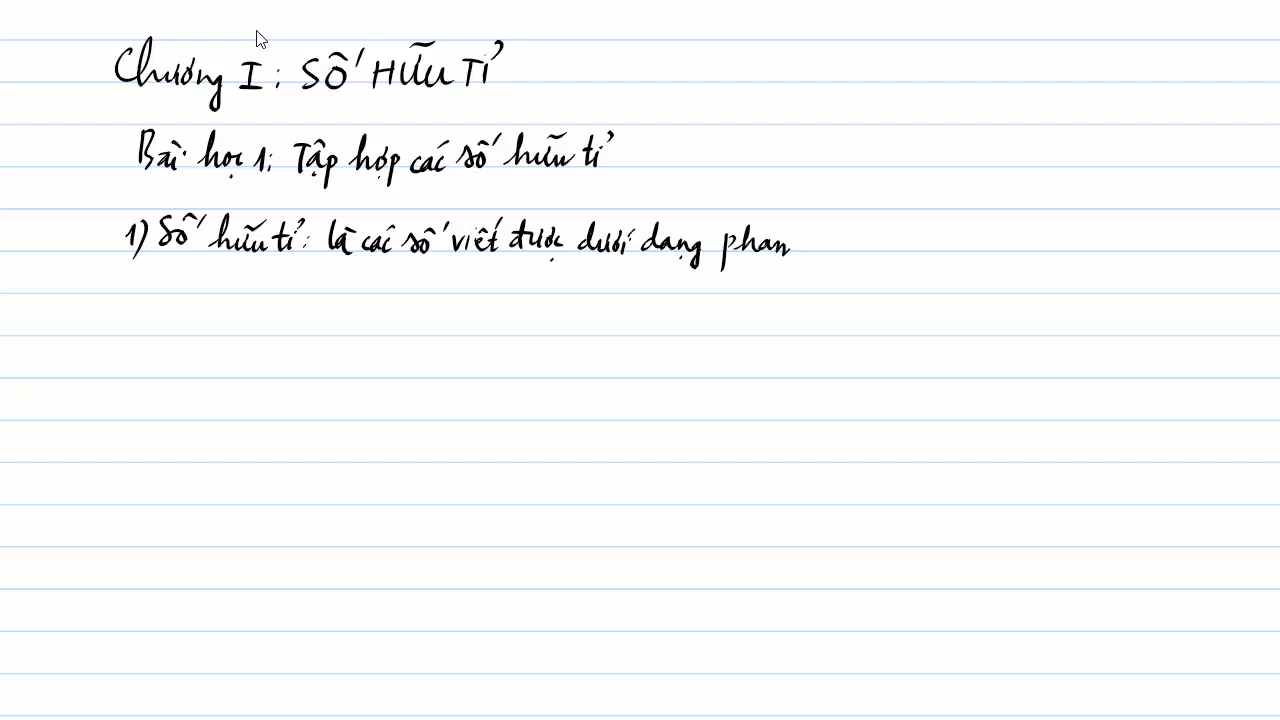 Chương I: SỐ HỮU TỈ
Bài học 1: Tập hợp các số hữu tỉ
1) Số hữu tỉ: là các số viết được dưới dạng phan